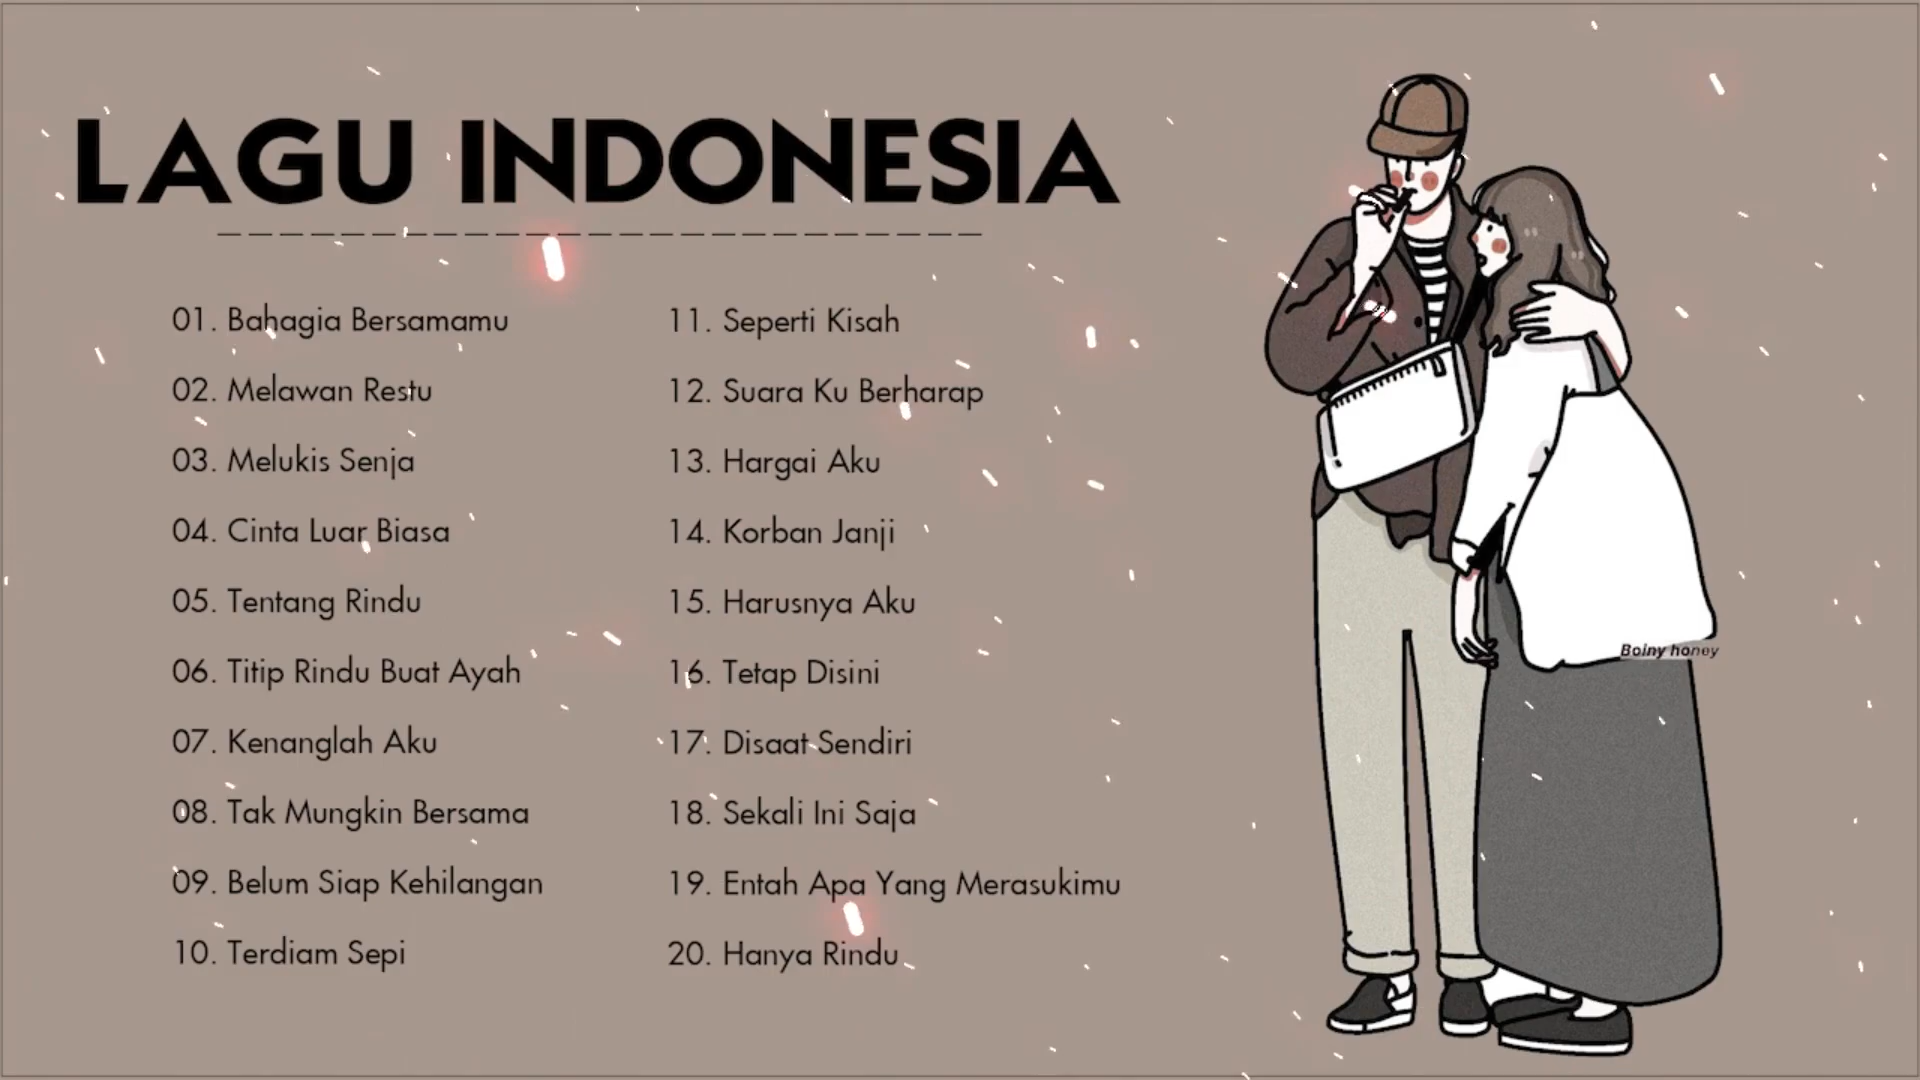 LAGU INDONESIA
01. Bahagia Bersamamu
02. Melawan Restu
03. Melukis Senja
04. Cinta Luar Biasa
05. Tentang Rindu
06. Titip Rindu Buat Ayah
07. Kenanglah Aku
08. Tak Mungkin Bersama
09. Belum Siap Kehilangan
10. Terdiam Sepi
11. Seperti Kisah
12. Suara Ku Berharap
13. Hargai Aku
14. Korban Janji
15. Harusnya Aku
16. Tetap Disini
17. Disaat Sendiri
18. Sekali Ini Saja
19. Entah Apa Yang Merasukimu
20. Hanya Rindu
Boiny honey